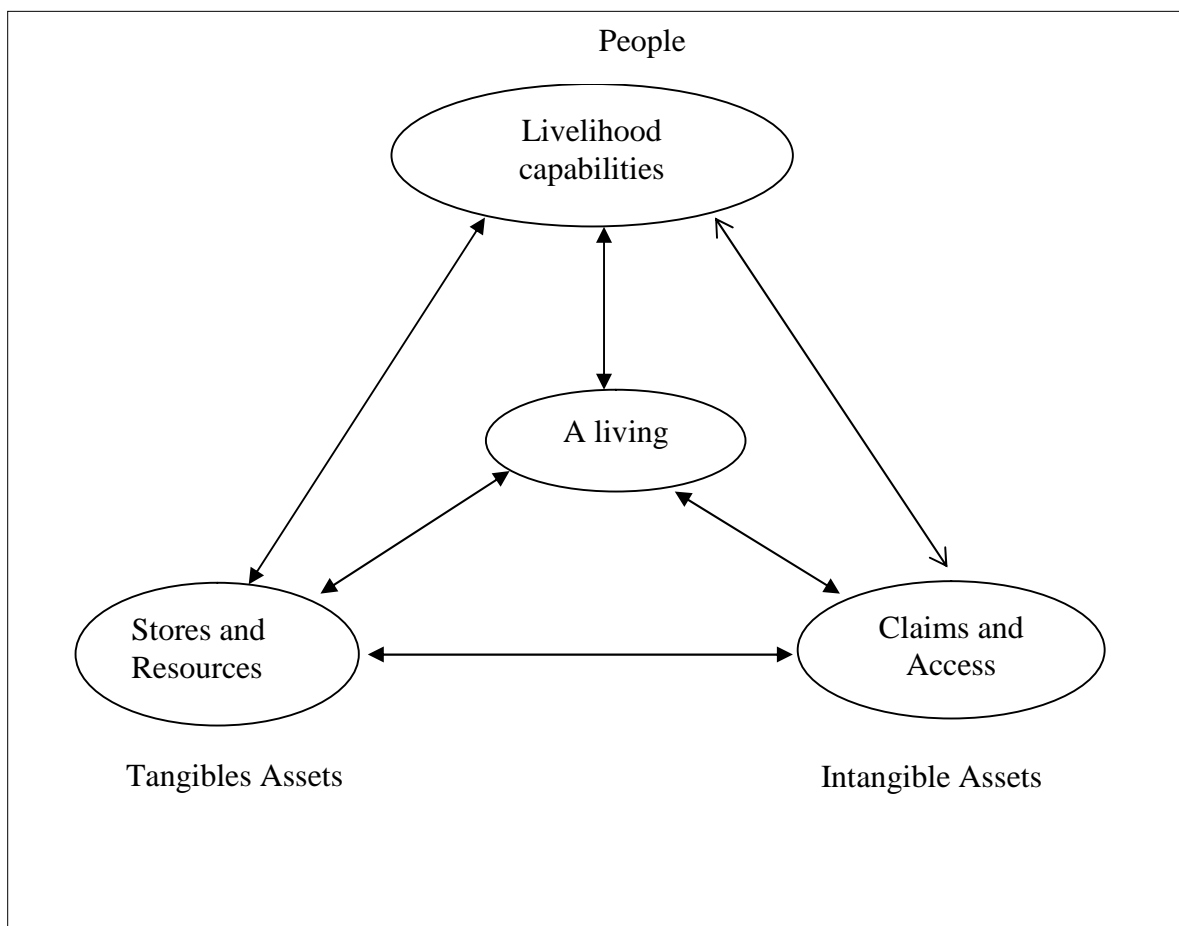 People
Livelihood
capabilities
A living
Stores and
Resources
Claims and
Access
Tangibles Assets
Intangible Assets